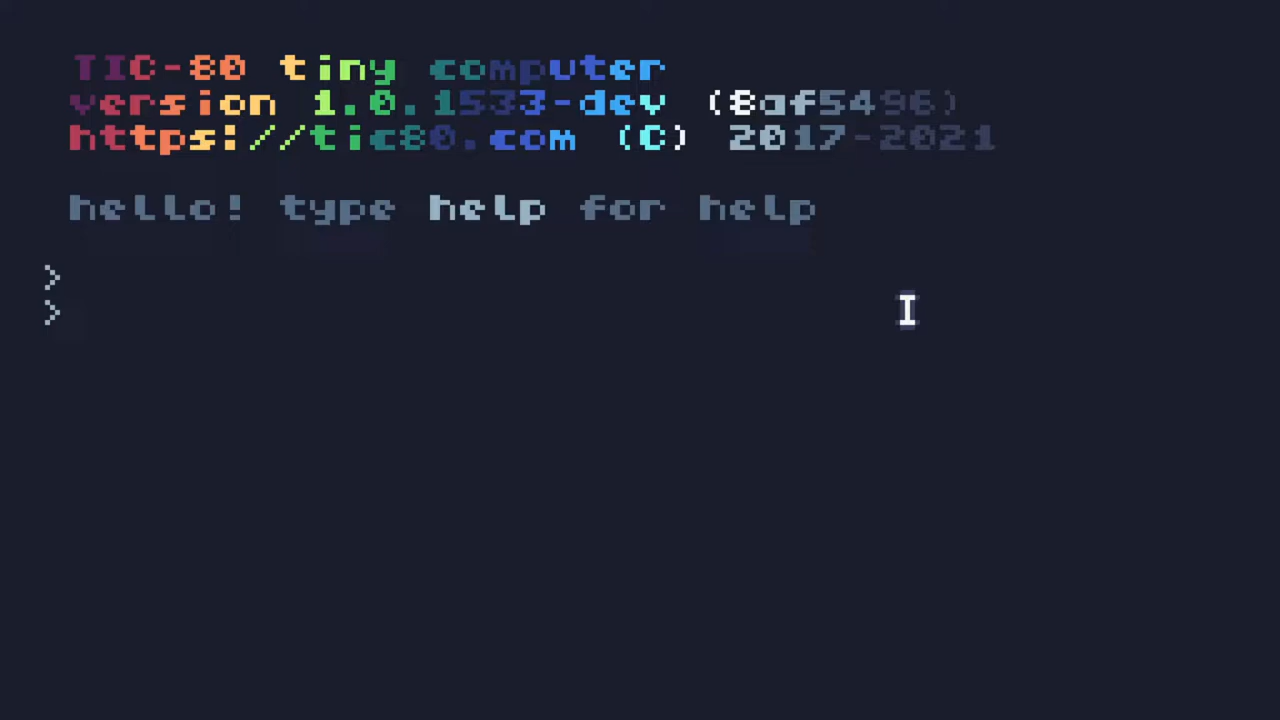 TIC-80 tiny computer
version 1.0.1533-dev (8af5496)
https://tic80.com (C) 2017-2021
hello! type help for help
>
>